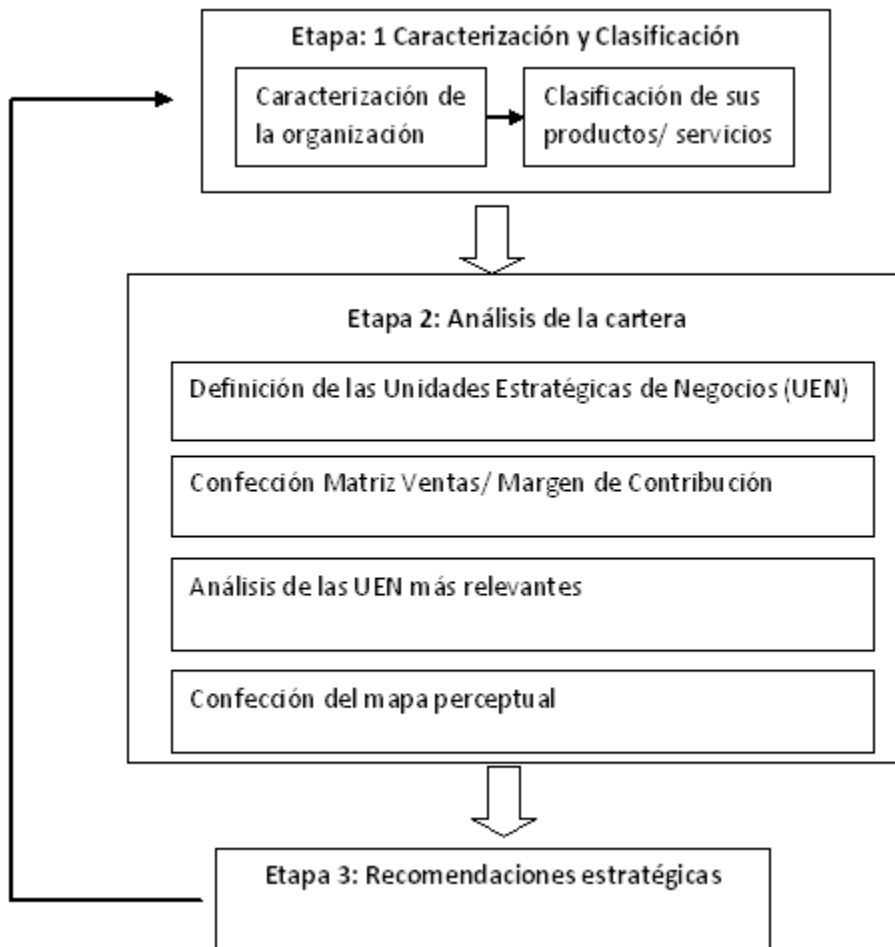 Etapa: 1 Caracterización y Clasificación
Caracterización de
la organización
Clasificación de sus
productos/ servicios
Etapa 2: Análisis de la cartera
Definición de las Unidades Estratégicas de Negocios (UEN)
Confección Matriz Ventas/ Margen de Contribución
Análisis de las UEN más relevantes
Confección del mapa perceptual
Etapa 3: Recomendaciones estratégicas